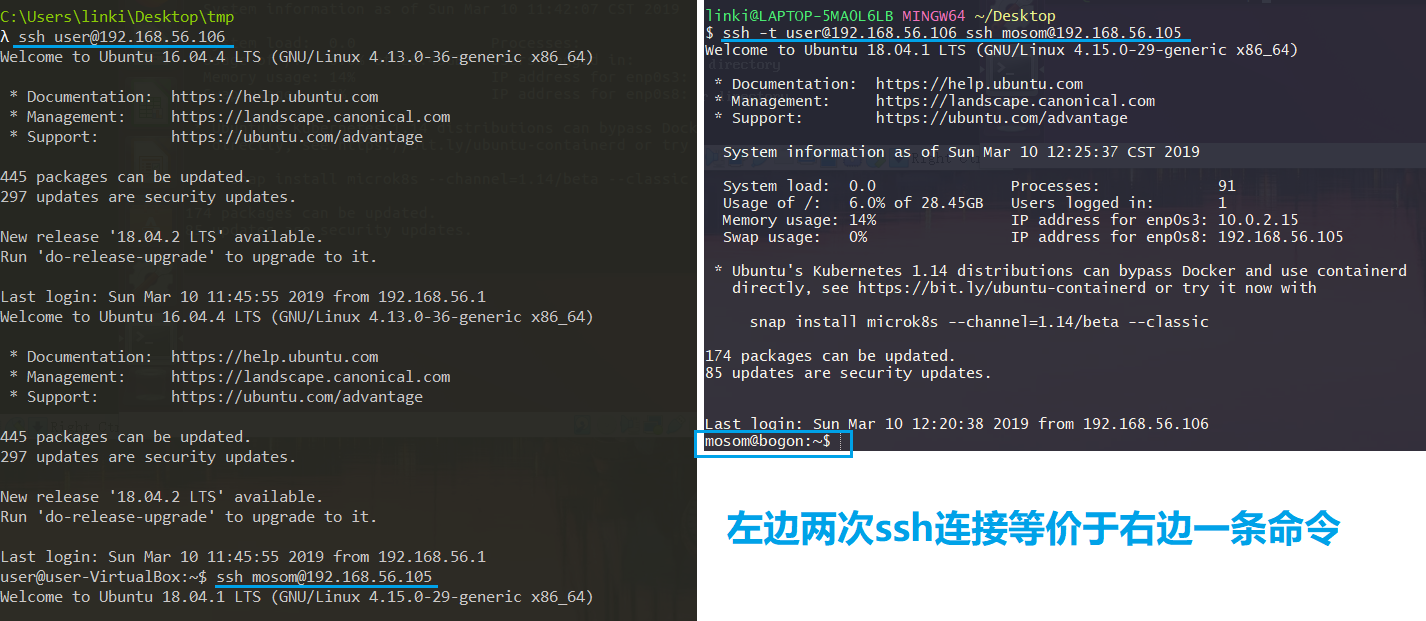 C:\Users\linki\Desktop\tmp
λ ssh user@192.168.56.106
Welcome to Ubuntu 16.04.4 LTS (GNU/Linux 4.13.0-36-generic x86_64)
* Documentation: https://help.ubuntu.com
* Management: https://landscape.canonical.com
* Support: https://ubuntu.com/advantage
445 packages can be updated.
297 updates are security updates.
New release '18.04.2 LTS' available.
Run 'do-release-upgrade' to upgrade to it.
Last login: Sun Mar 10 11:45:55 2019 from 192.168.56.1
Welcome to Ubuntu 16.04.4 LTS (GNU/Linux 4.13.0-36-generic x86_64)
* Documentation: https://help.ubuntu.com
* Management: https://landscape.canonical.com
* Support: https://ubuntu.com/advantage
445 packages can be updated.
297 updates are security updates.
New release '18.04.2 LTS' available.
Run 'do-release-upgrade' to upgrade to it.
Last login: Sun Mar 10 11:45:55 2019 from 192.168.56.1
user@user-VirtualBox:~$ ssh mosom@192.168.56.105
Welcome to Ubuntu 18.04.1 LTS (GNU/Linux 4.15.0-29-generic x86_64)
linki@LAPTOP-5MAOL6LB MINGW64 ~/Desktop
$ ssh -t user@192.168.56.106 ssh mosom@192.168.56.105
Welcome to Ubuntu 18.04.1 LTS (GNU/Linux 4.15.0-29-generic x86_64)
* Documentation: https://help.ubuntu.com
* Management: https://landscape.canonical.com
* Support: https://ubuntu.com/advantage
System information as of Sun Mar 10 12:25:37 CST 2019
System load: 0.0 Processes: 91
Usage of /: 6.0% of 28.45GB Users logged in: 1
Memory usage: 14% IP address for enp0s3: 10.0.2.15
Swap usage: 0% IP address for enp0s8: 192.168.56.105
* Ubuntu's Kubernetes 1.14 distributions can bypass Docker and use containerd
directly, see https://bit.ly/ubuntu-containerd or try it now with
snap install microk8s --channel=1.14/beta --classic
174 packages can be updated.
85 updates are security updates.
Last login: Sun Mar 10 12:20:38 2019 from 192.168.56.106
mosom@bogon:~$
左边两次ssh连接等价于右边一条命令